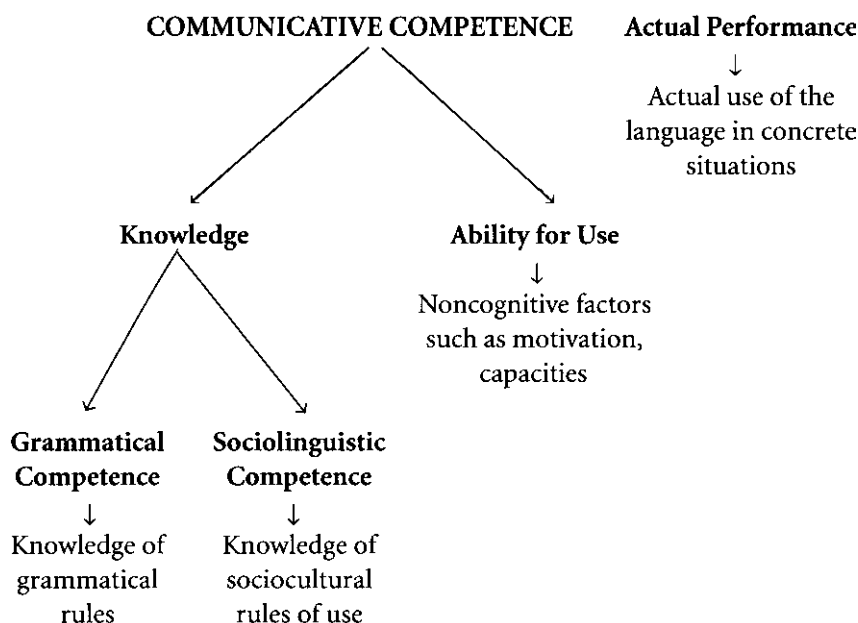 COMMUNICATIVE COMPETENCE
Actual Performance
Actual use of the
language in concrete
situations
Knowledge
Ability for Use
Noncognitive factors
such as motivation,
capacities
Grammatical
Competence
Knowledge of
grammatical
rules
Sociolinguistic
Competence
Knowledge of
sociocultural
rules of use